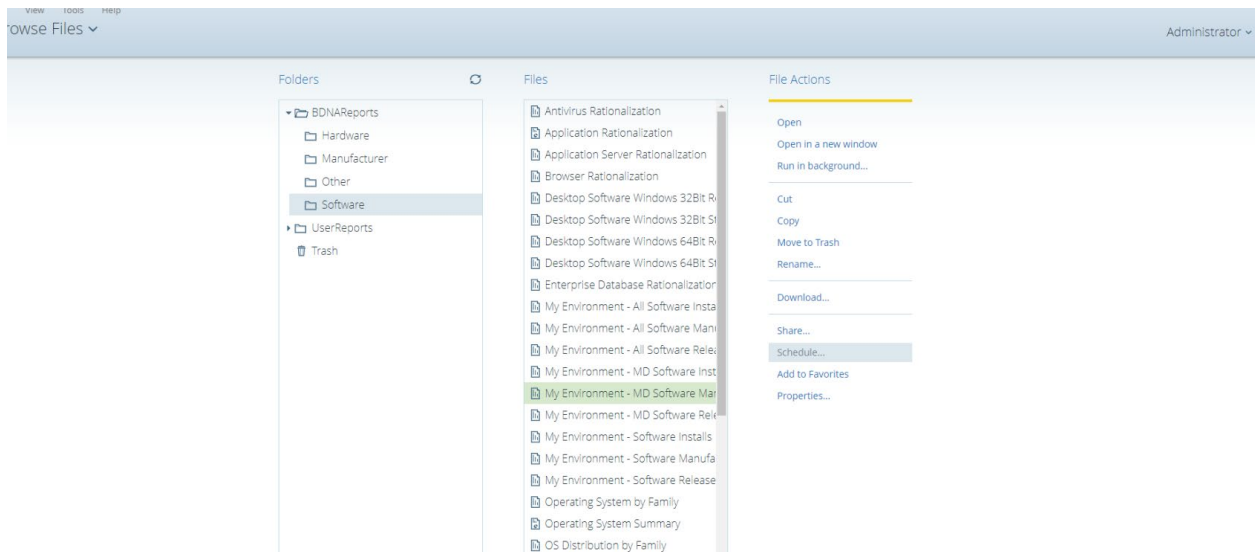 View Tools Help
rowse Files
Administrator
Folders
BDNAReports
Hardware
Manufacturer
Other
Software
UserReports
Trash
Files
Antivirus Rationalization
Application Rationalization
Application Server Rationalization
Browser Rationalization
Desktop Software Windows 32Bit R
Desktop Software Windows 32Bit St
Desktop Software Windows 64Bit R
Desktop Software Windows 64Bit St
Enterprise Database Rationalization
My Environment - All Software Insta
My Environment - All Software Man
My Environment - All Software Relea
My Environment - MD Software Inst
My Environment - MD Software Mar
My Environment - MD Software Rele
My Environment - Software Installs
My Environment - Software Manufa
My Environment - Software Release
Operating System by Family
Operating System Summary
OS Distribution by Family
File Actions
Open
Open in a new window
Run in background...
Cut
Copy
Move to Trash
Rename...
Download...
Share...
Schedule...
Add to Favorites
Properties...